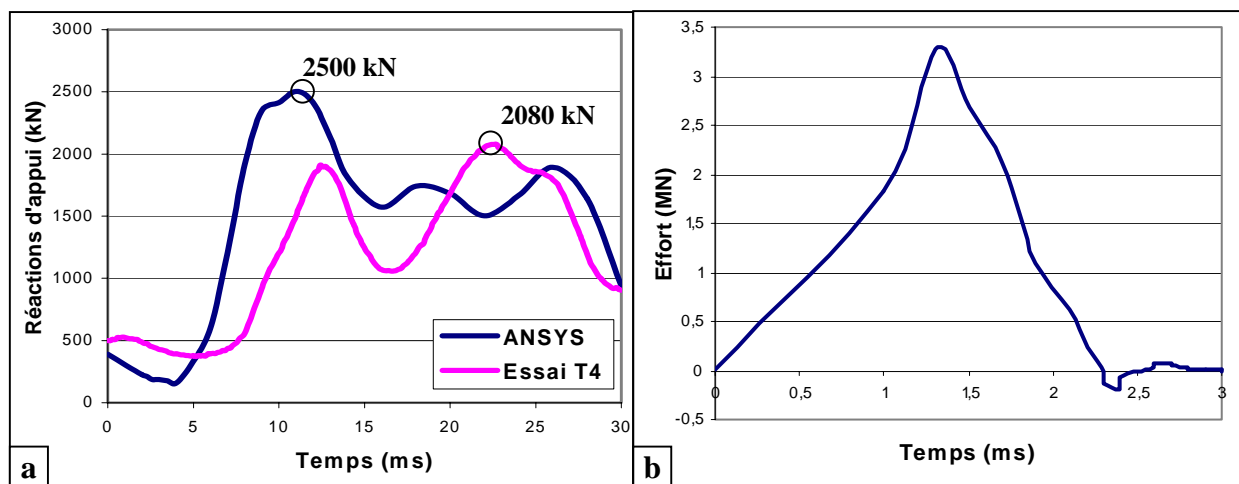 3000
2500
2000
1500
1000
500
0
Réactions d'appui (kN)
2500 kN
2080 kN
ANSYS
Essai T4
0 5 10 15 20 25 30
Temps (ms)
a
3,5
3
2,5
2
1,5
1
0,5
0
-0,5
Effort (MN)
0 0,5 1 1,5 2 2,5 3
Temps (ms)
b